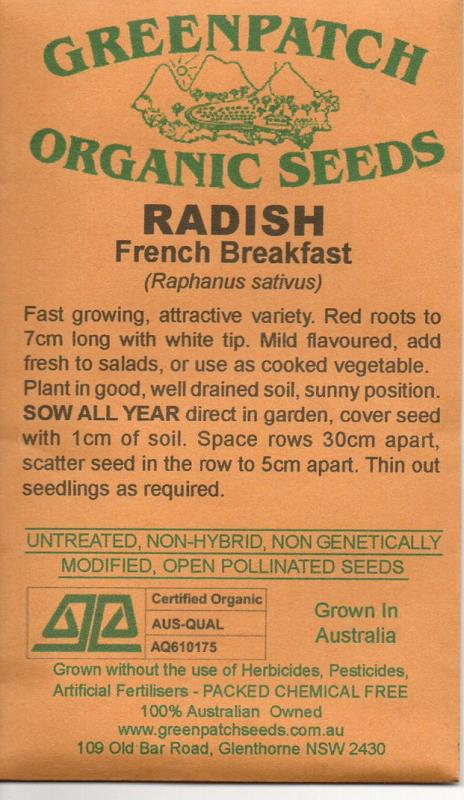 GREENPATCH
ORGANIC SEEDS
RADISH
French Breakfast
(Raphanus sativus)
Fast growing, attractive variety. Red roots to
7cm long with white tip. Mild flavoured, add
fresh to salads, or use as cooked vegetable.
Plant in good, well drained soil, sunny position.
SOW ALL YEAR direct in garden, cover seed
with 1cm of soil. Space rows 30cm apart,
scatter seed in the row to 5cm apart. Thin out
seedlings as required.
UNTREATED, NON-HYBRID, NON GENETICALLY
MODIFIED, OPEN POLLINATED SEEDS
Certified Organic
AUS-QUAL
AQ610175
Grown In
Australia
Grown without the use of Herbicides, Pesticides,
Artificial Fertilisers - PACKED CHEMICAL FREE
100% Australian Owned
www.greenpatchseeds.com.au
109 Old Bar Road, Glenthorne NSW 2430